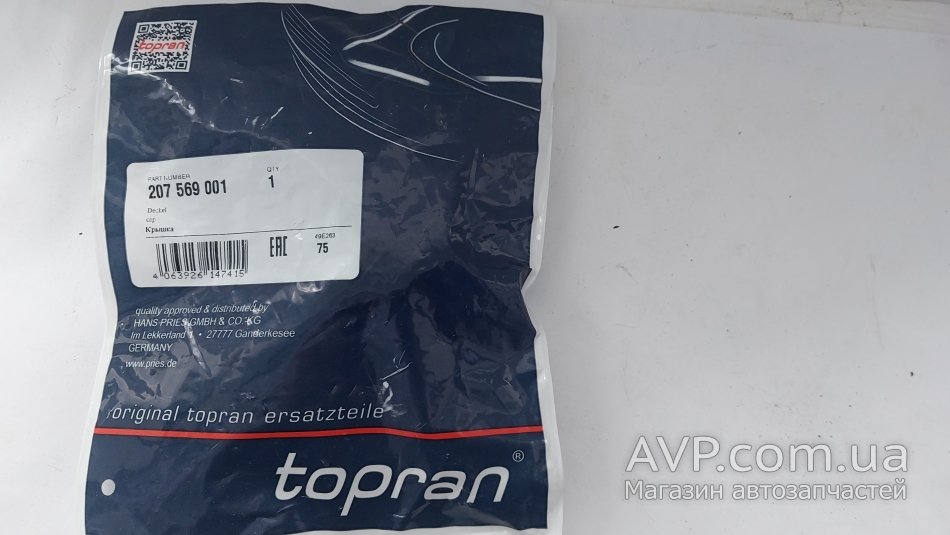 topran
PART NUMBER
QTY
207 569 001
1
Deckel
cap
Крышка
EAC
49E263
75
4 063926 147415
quality approved & distributed by
HANS PRIES GMBH & CO. KG
Im Lekkerland 1 • 27777 Ganderkesee
GERMANY
www.pries.de
original topran ersatzteile
topran®
AVP.com.ua
Магазин автозапчастей